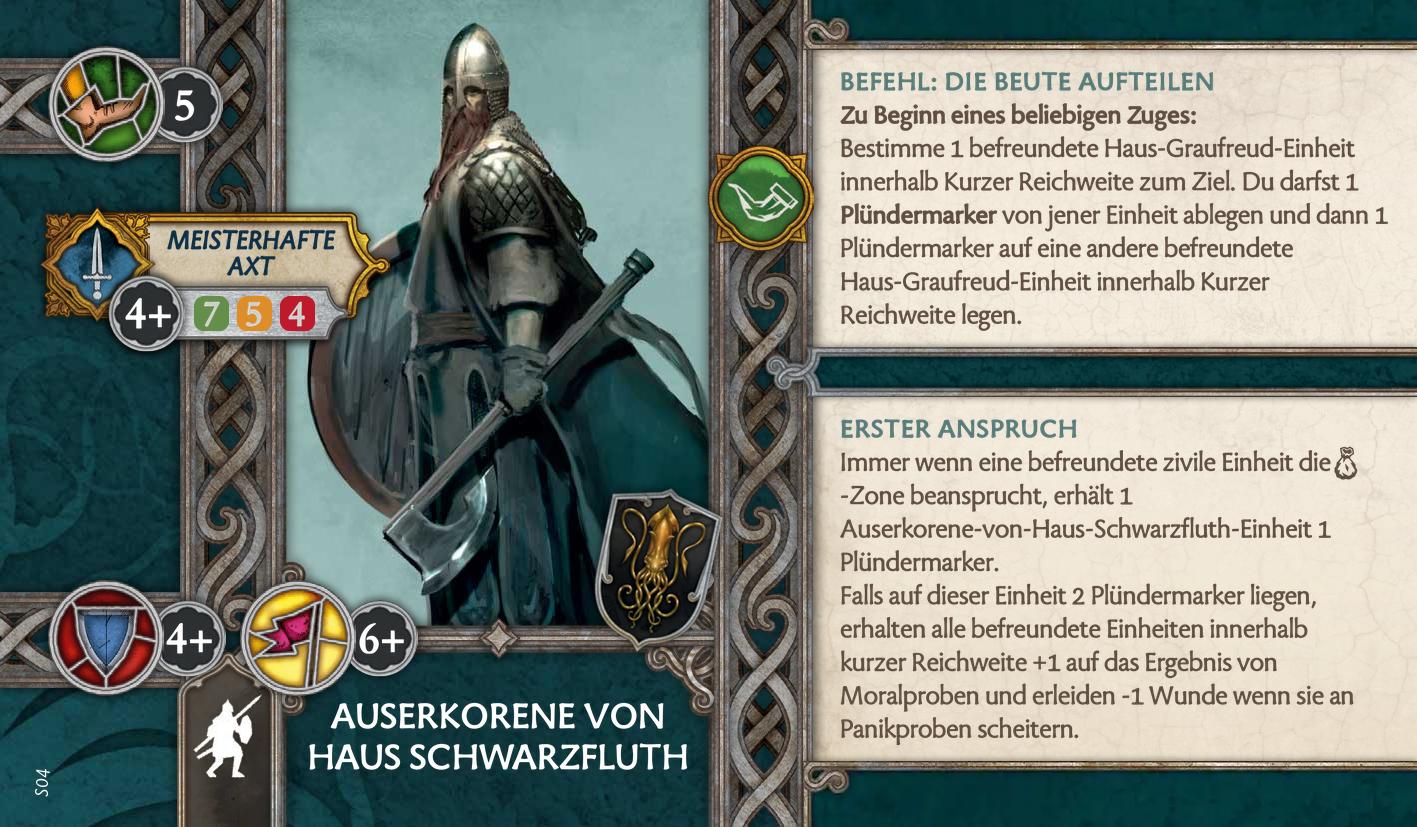 5
MEISTERHAFTE
AXT
4+ 7 5 4
4+
6+
AUSERKORENE VON
HAUS SCHWARZFLUTH
S04
BEFEHL: DIE BEUTE AUFTEILEN
Zu Beginn eines beliebigen Zuges:
Bestimme 1 befreundete Haus-Graufreud-Einheit
innerhalb Kurzer Reichweite zum Ziel. Du darfst 1
Plündermarker von jener Einheit ablegen und dann 1
Plündermarker auf eine andere befreundete
Haus-Graufreud-Einheit innerhalb Kurzer
Reichweite legen.
ERSTER ANSPRUCH
Immer wenn eine befreundete zivile Einheit die
-Zone beansprucht, erhält 1
Auserkorene-von-Haus-Schwarzfluth-Einheit 1
Plündermarker.
Falls auf dieser Einheit 2 Plündermarker liegen,
erhalten alle befreundete Einheiten innerhalb
kurzer Reichweite +1 auf das Ergebnis von
Moralproben und erleiden -1 Wunde wenn sie an
Panikproben scheitern.